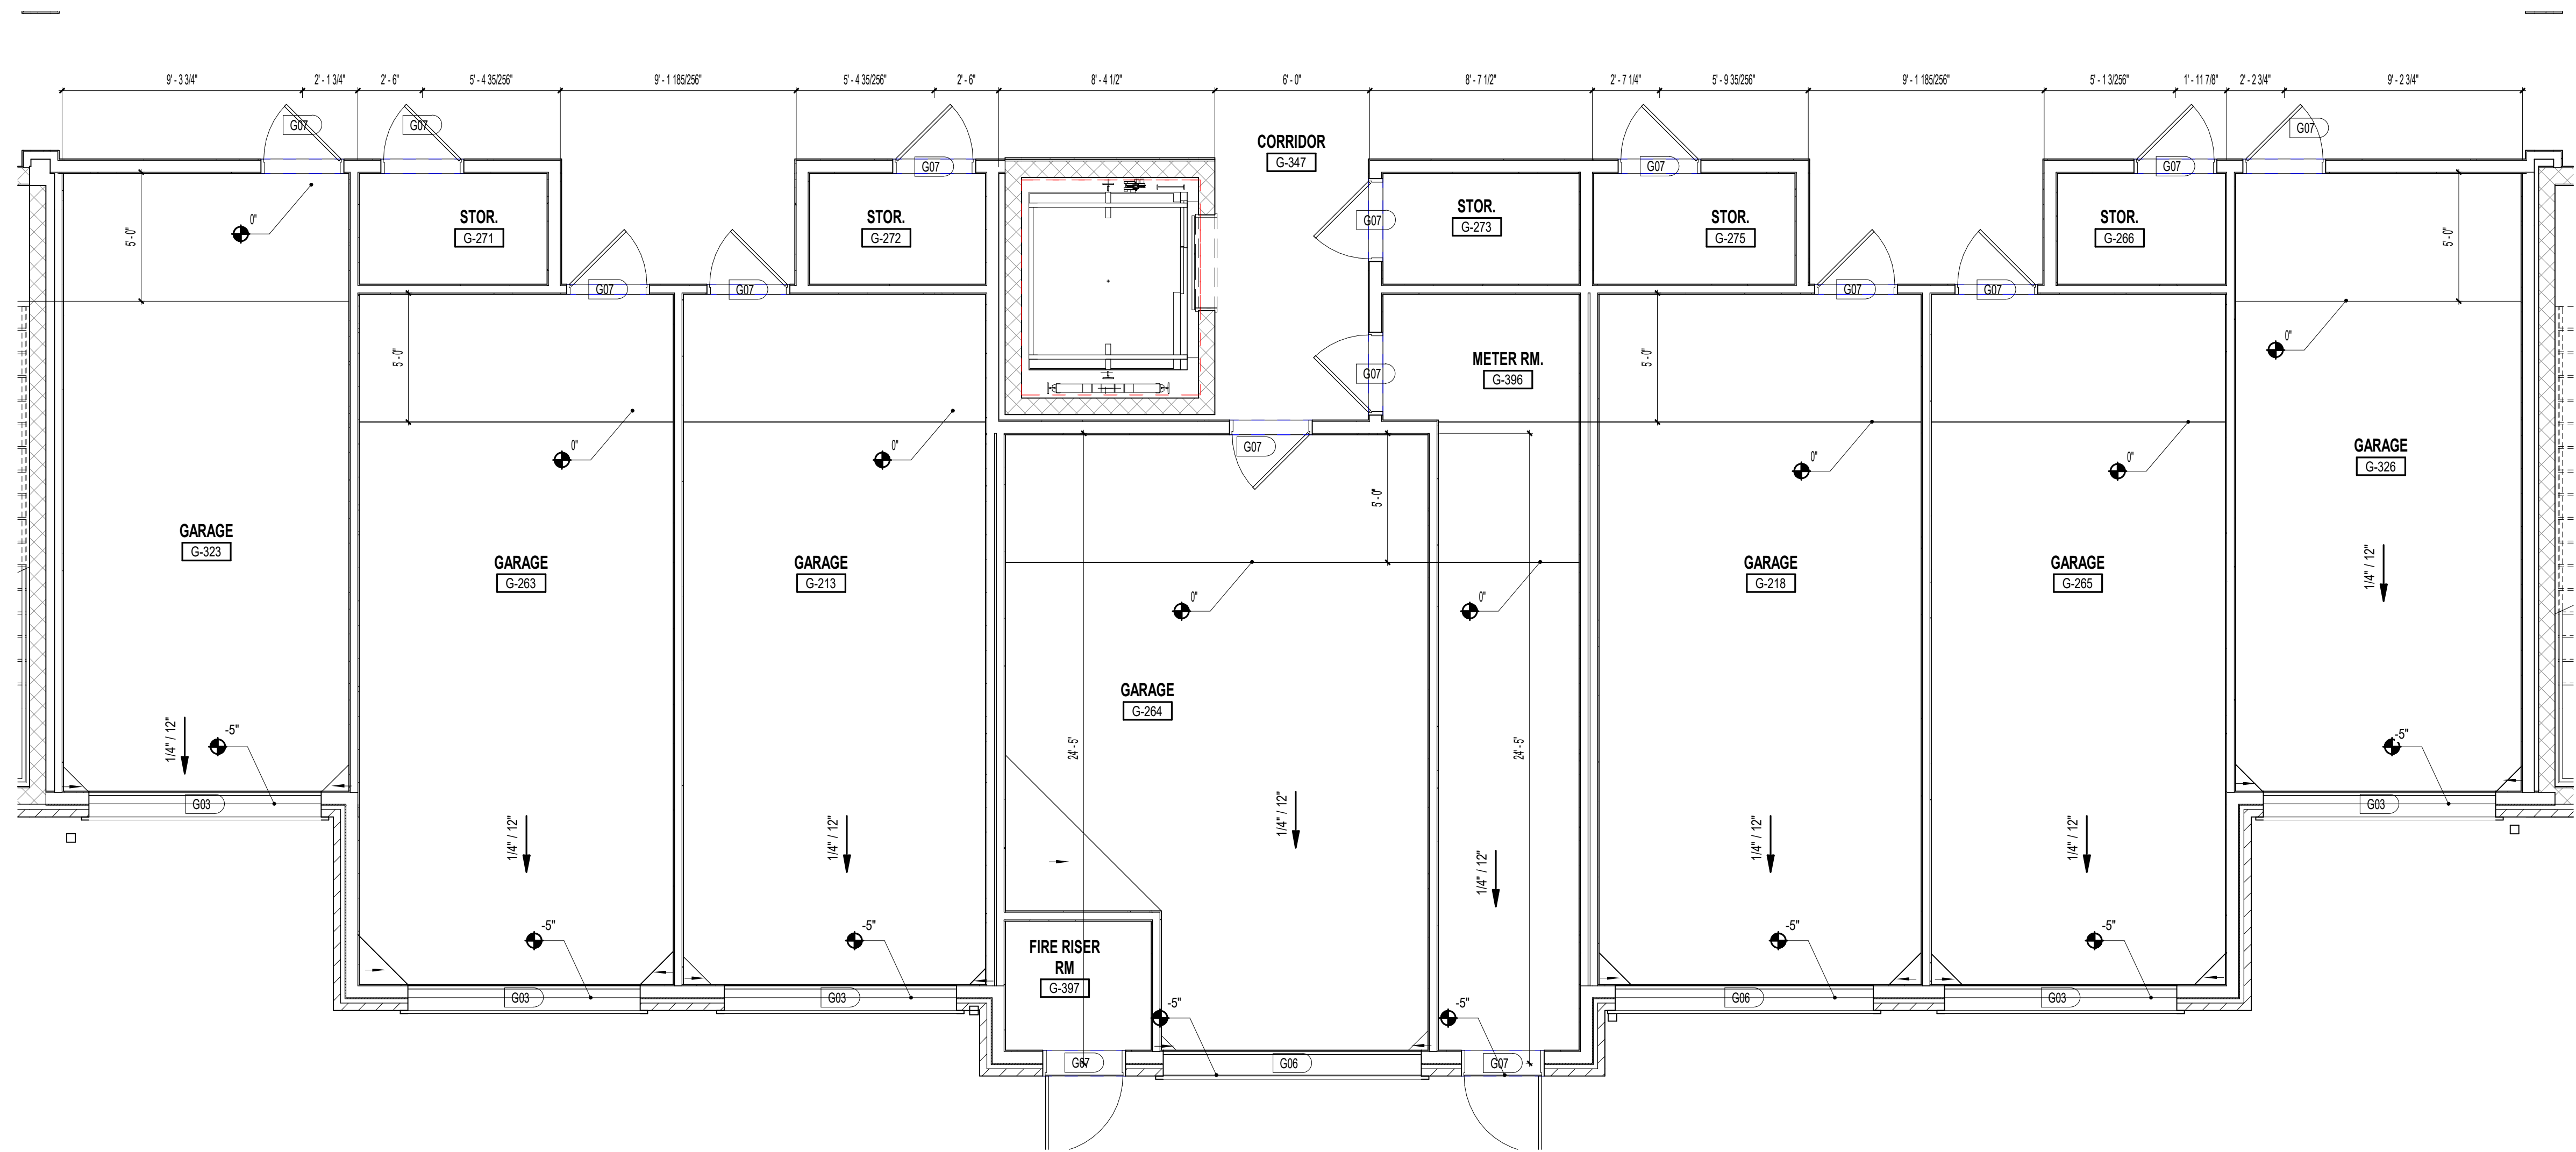 9' - 3 3/4" 2' - 1 3/4" 2' - 6" 5' - 4 35/256" 9' - 1 185/256" 5' - 4 35/256" 2' - 6" 8' - 4 1/2" 6' - 0" 8' - 7 1/2" 2' - 7 1/4" 5' - 9 35/256" 9' - 1 185/256" 5' - 1 3/256" 1' - 11 7/8" 2' - 2 3/4" 9' - 2 3/4"
G07 G07 G07
CORRIDOR
G-347
G07 G07 G07
STOR. STOR. STOR. STOR. STOR.
G-271 G-272 G-273 G-275 G-266
0" G07
5' - 0" 5' - 0"
G07 G07 G07 G07
0"
5' - 0" 5' - 0"
METER RM.
G-396
G07
G07
0" 0" 0" 0"
GARAGE
G-326
5' - 0"
GARAGE
G-323
GARAGE GARAGE GARAGE GARAGE
G-263 G-213 G-218 G-265
1/4" / 12"
0" 0"
GARAGE
G-264
1/4" / 12" -5" 24' - 5" 24' - 5" -5"
G03 G03
1/4" / 12" 1/4" / 12" 1/4" / 12" 1/4" / 12" 1/4" / 12" 1/4" / 12"
-5" -5" -5" -5"
FIRE RISER
RM
G-397
G03 G03 G06 G03
-5" -5"
G07 G06 G07